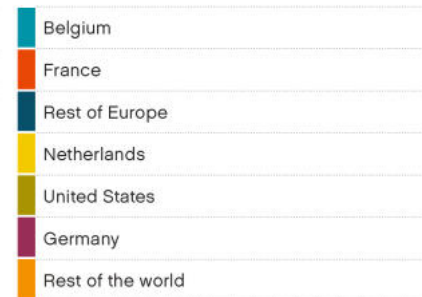 Belgium
France
Rest of Europe
Netherlands
United States
Germany
Rest of the world